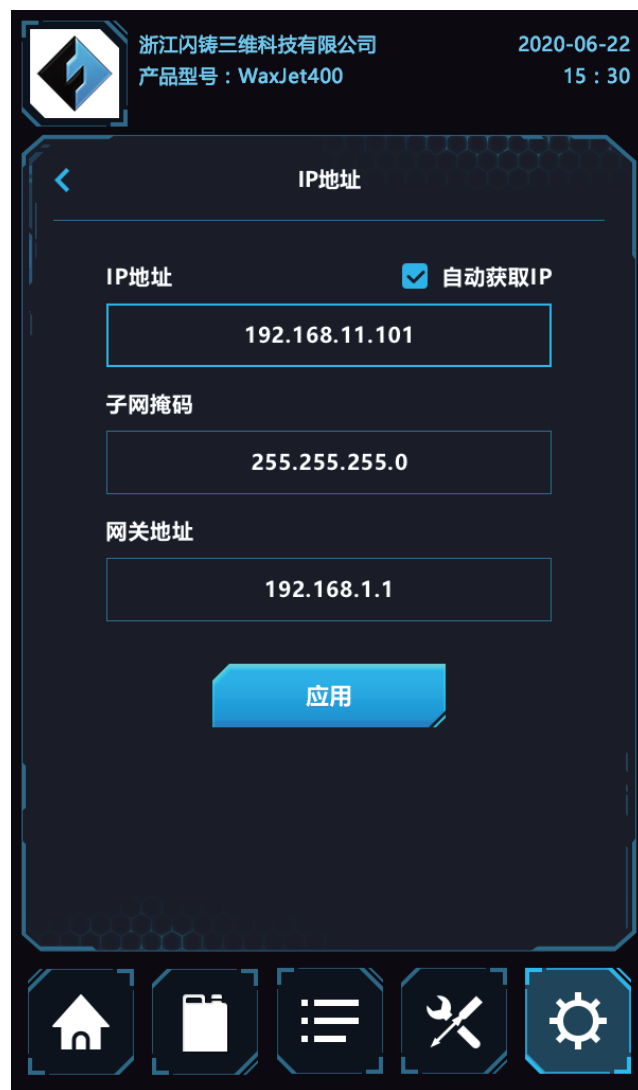 浙江闪铸三维科技有限公司
2020-06-22
产品型号：WaxJet400
15：30
IP地址
IP地址
自动获取IP
192.168.11.101
子网掩码
255.255.255.0
网关地址
192.168.1.1
应用